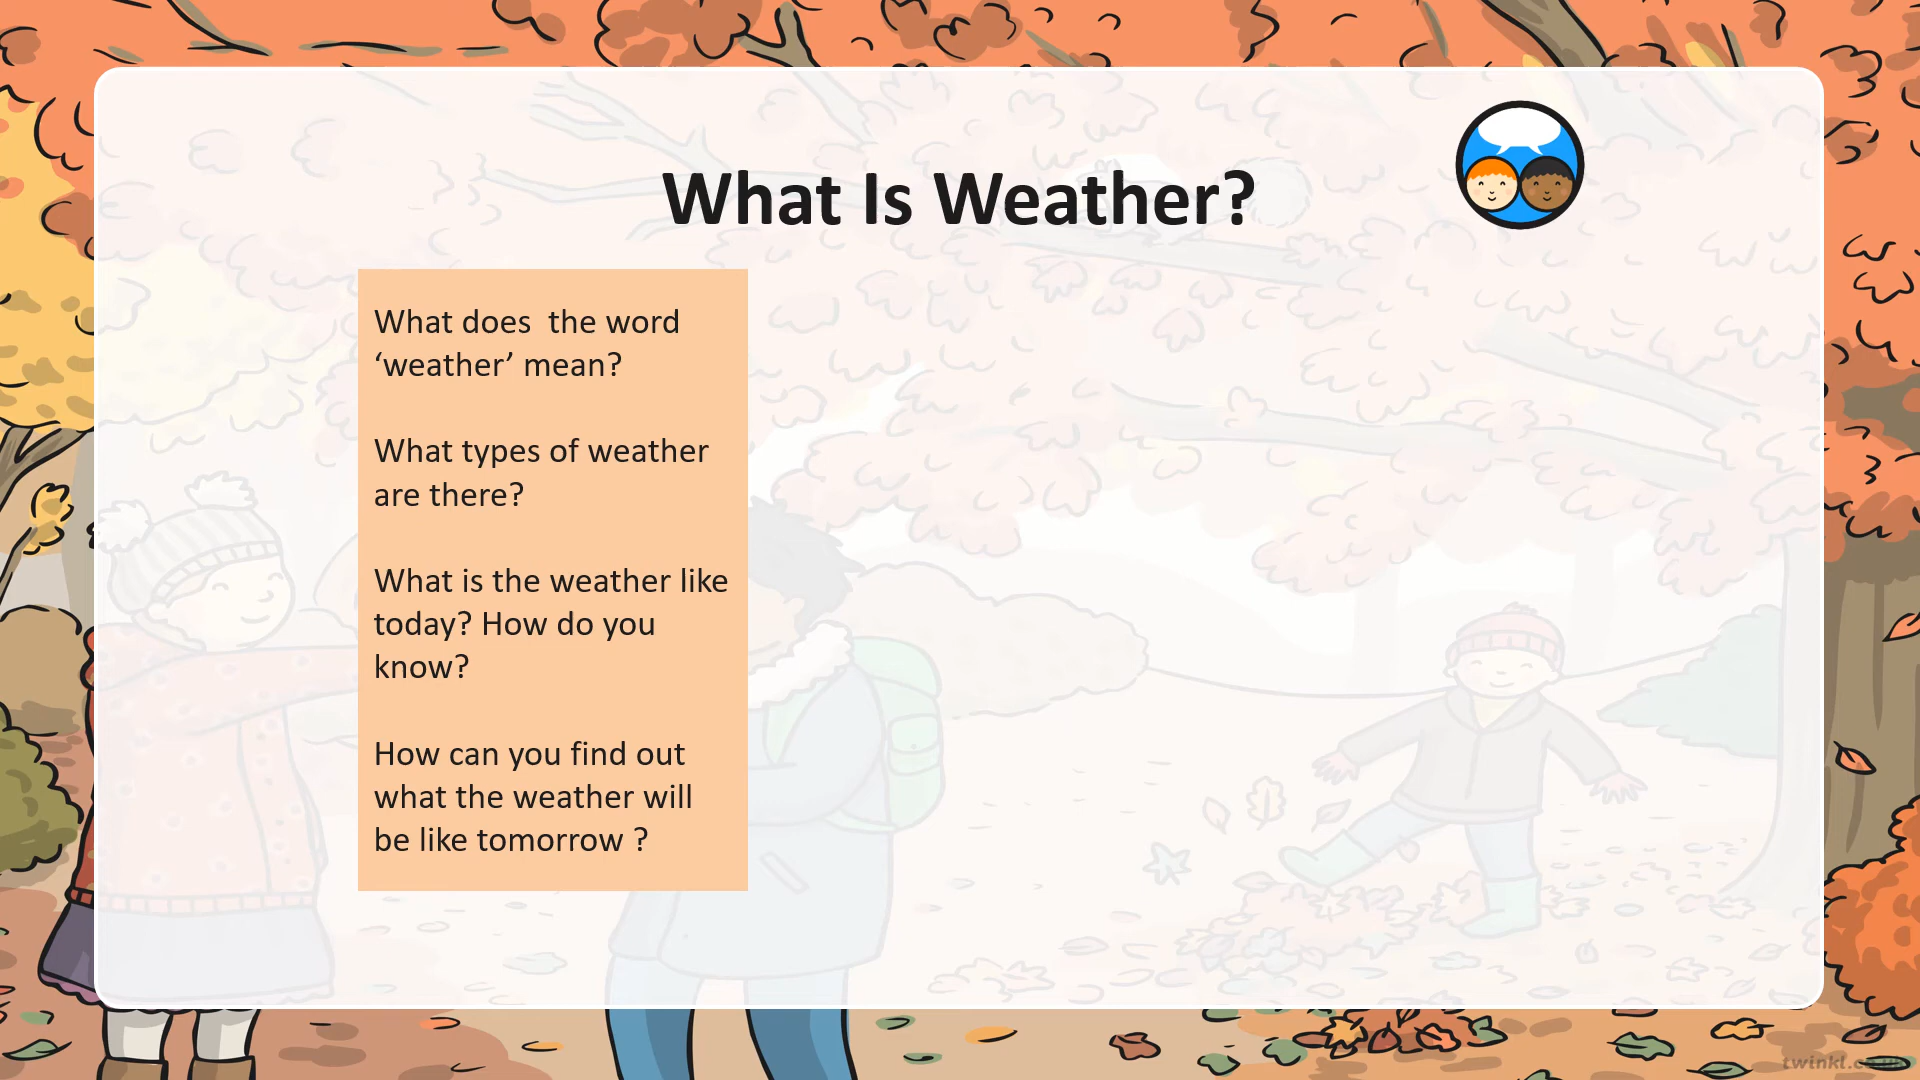 What Is Weather?
What does  the word
‘weather’ mean?
What types of weather
are there?
What is the weather like
today? How do you
know?
How can you find out
what the weather will
be like tomorrow ?